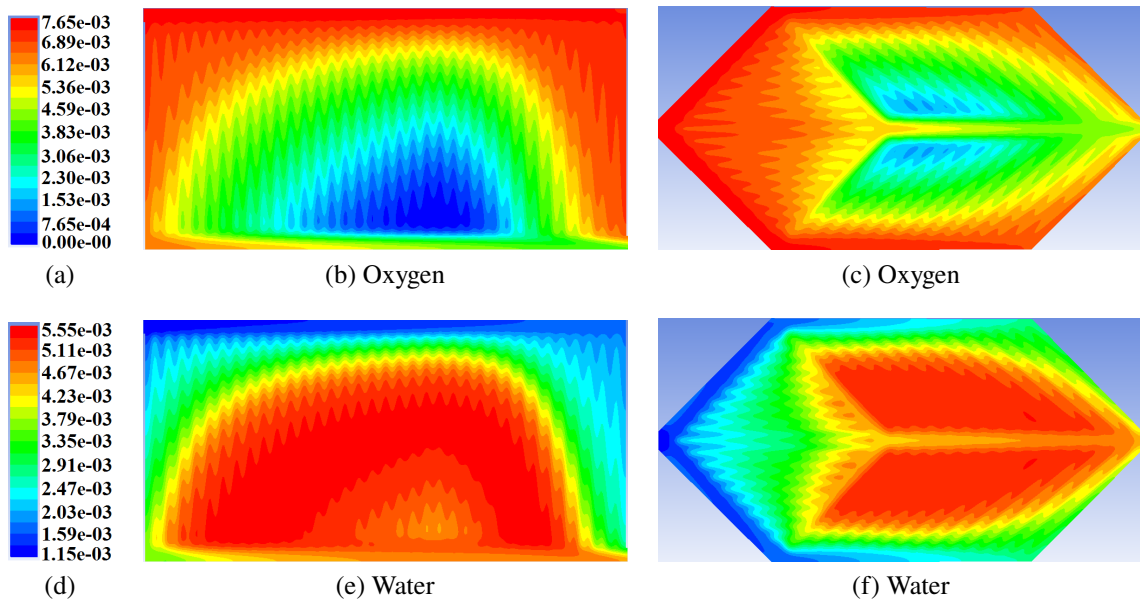 7.65e-03
6.89e-03
6.12e-03
5.36e-03
4.59e-03
3.83e-03
3.06e-03
2.30e-03
1.53e-03
7.65e-04
0.00e-00
(a)
(b) Oxygen
(c) Oxygen
5.55e-03
5.11e-03
4.67e-03
4.23e-03
3.79e-03
3.35e-03
2.91e-03
2.47e-03
2.03e-03
1.59e-03
1.15e-03
(d)
(e) Water
(f) Water